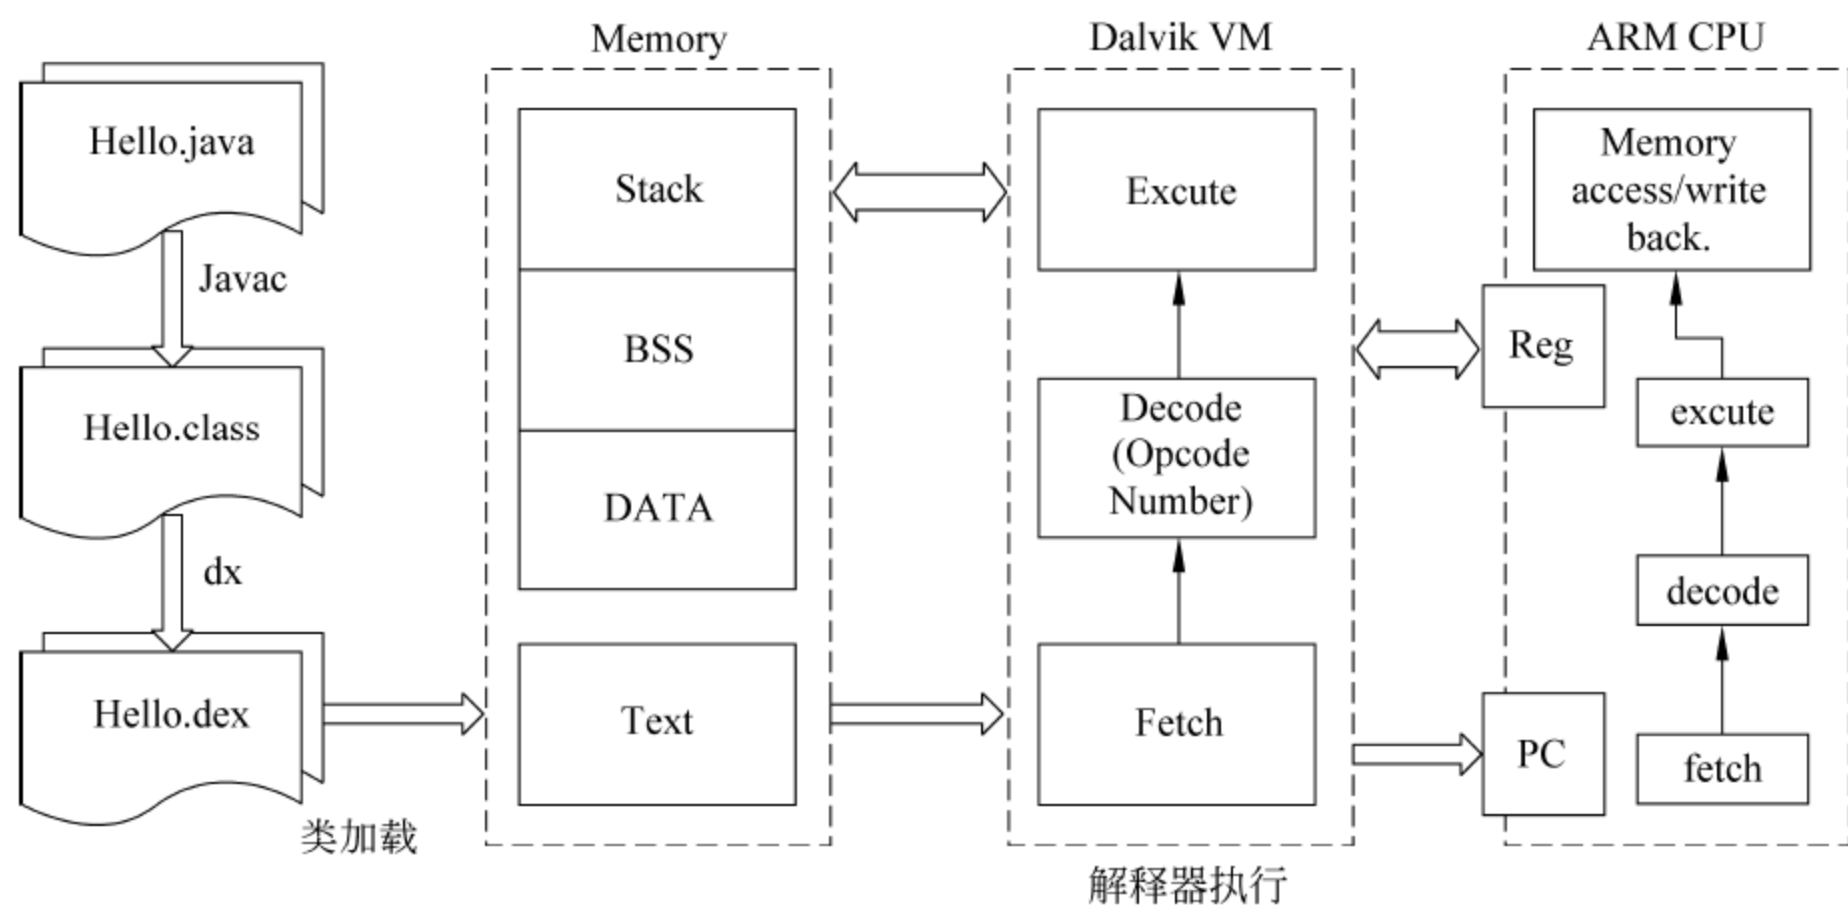 Hello.java
Javac
Hello.class
dx
Hello.dex
类加载
Memory
Stack
BSS
DATA
Text
Dalvik VM
Excute
Decode
(Opcode
Number)
Fetch
解释器执行
ARM CPU
Memory
access/write
back.
Reg
excute
decode
PC
fetch